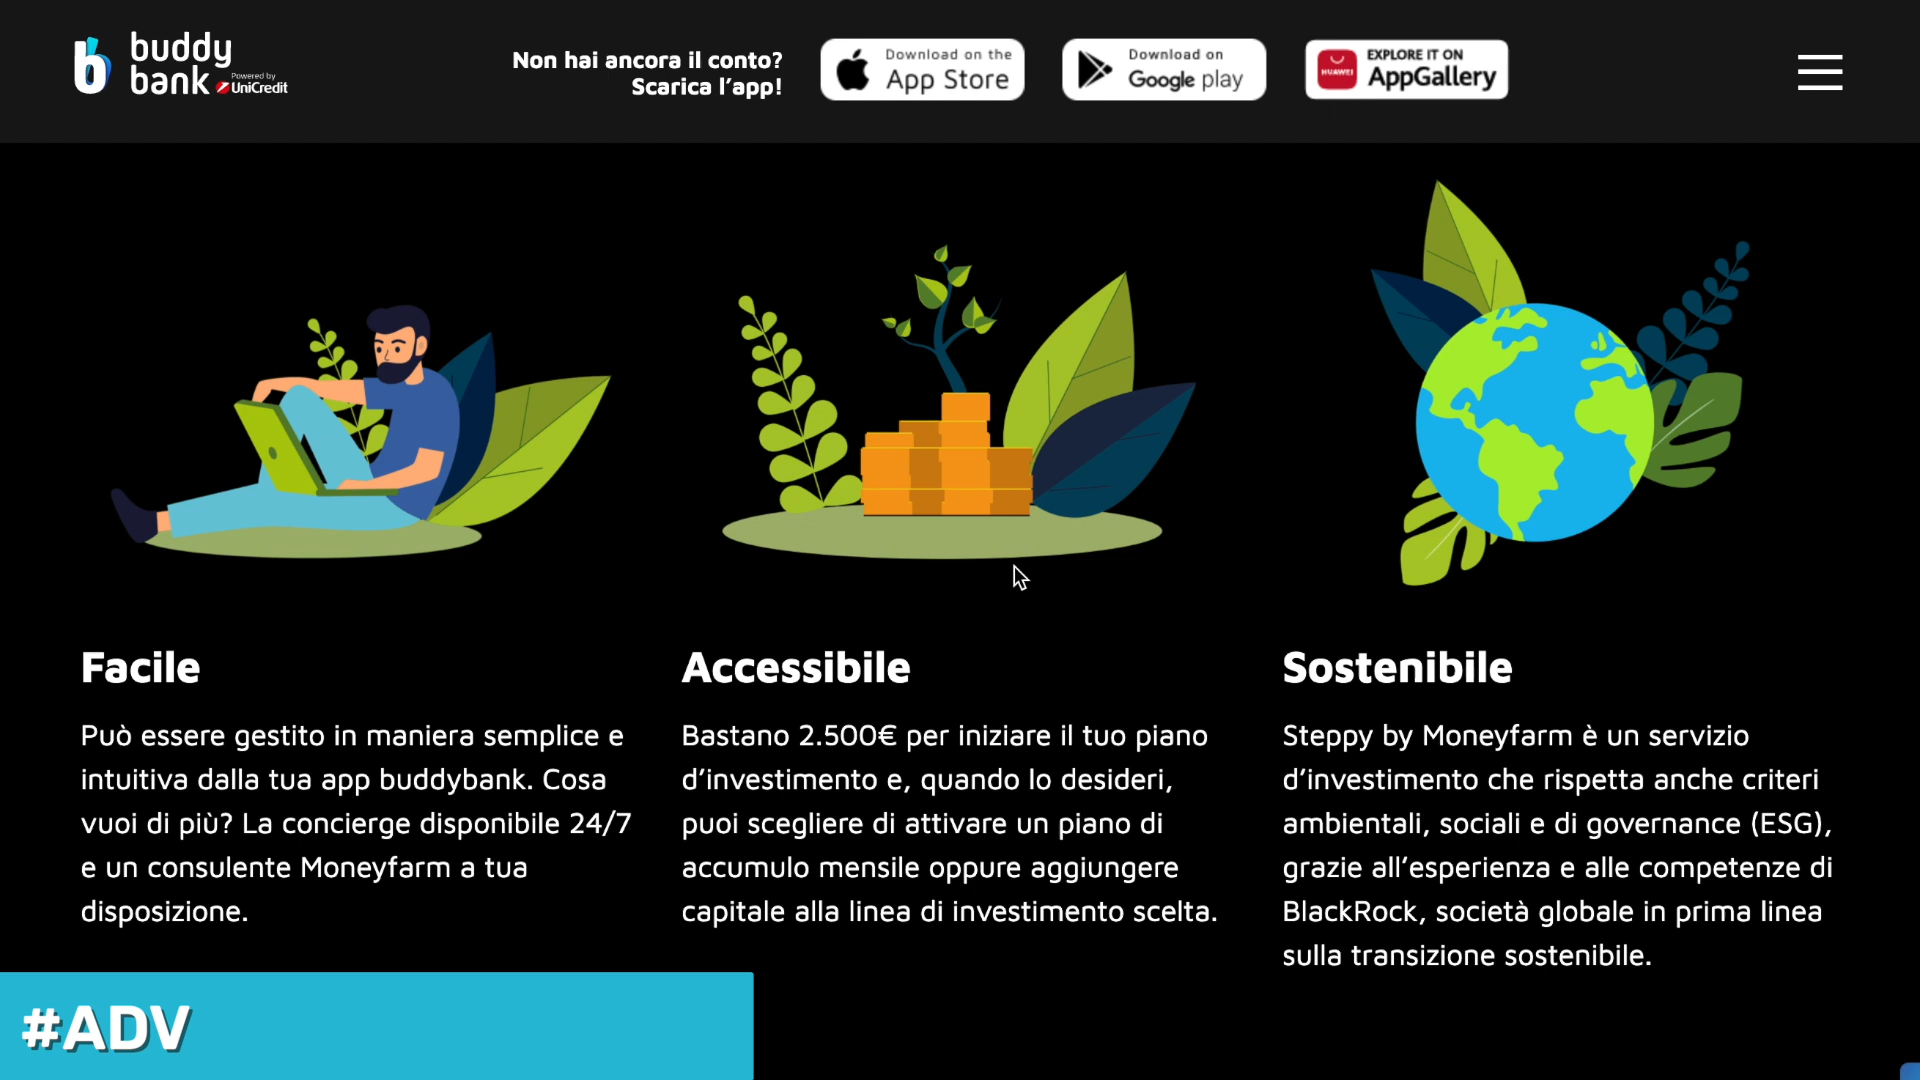 buddy
bank
Powered by
UniCredit
Non hai ancora il conto?
Scarica l’app!
Download on the
App Store
Download on
Google play
HUAWEI
EXPLORE IT ON
AppGallery
Facile
Può essere gestito in maniera semplice e
intuitiva dalla tua app buddybank. Cosa
vuoi di più? La concierge disponibile 24/7
e un consulente Moneyfarm a tua
disposizione.
Accessibile
Bastano 2.500€ per iniziare il tuo piano
d’investimento e, quando lo desideri,
puoi scegliere di attivare un piano di
accumulo mensile oppure aggiungere
capitale alla linea di investimento scelta.
Sostenibile
Steppy by Moneyfarm è un servizio
d’investimento che rispetta anche criteri
ambientali, sociali e di governance (ESG),
grazie all’esperienza e alle competenze di
BlackRock, società globale in prima linea
sulla transizione sostenibile.
#ADV